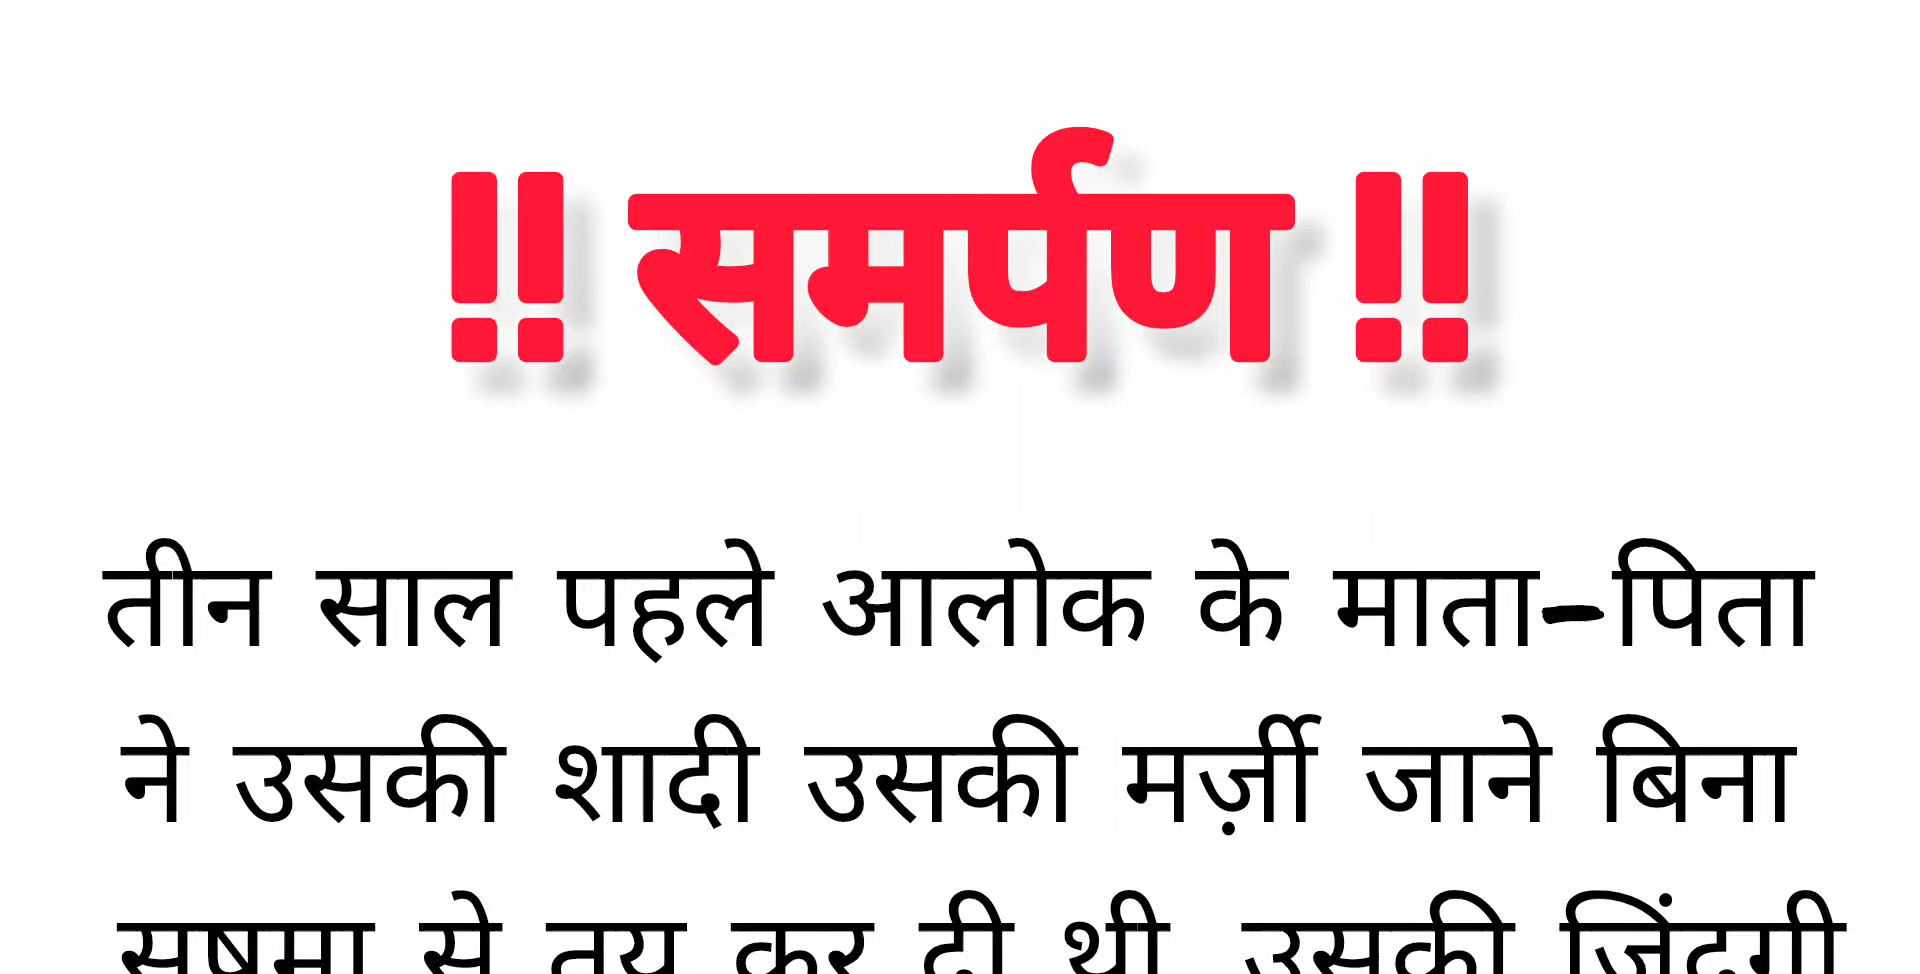 !! समर्पण !!
तीन साल पहले आलोक के माता-पिता
ने उसकी शादी उसकी मर्ज़ी जाने बिना
सुषमा से तय कर दी थी उसकी जिंदगी